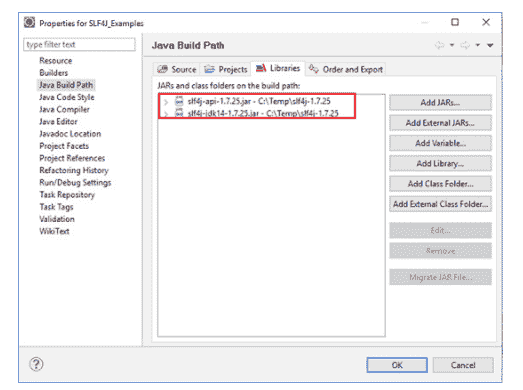 Properties for SLF4J_Examples
type filter text
Java Build Path
Resource
Builders
Java Build Path
Java Code Style
Java Compiler
Java Editor
Javadoc Location
Project Facets
Project References
Refactoring History
Run/Debug Settings
Task Repository
Task Tags
Validation
WikiText
Source
Projects
Libraries
Order and Export
JARs and class folders on the build path:
slf4j-api-1.7.25.jar - C:\Temp\slf4j-1.7.25
slf4j-jdk14-1.7.25.jar - C:\Temp\slf4j-1.7.25
Add JARs...
Add External JARs...
Add Variable...
Add Library...
Add Class Folder...
Add External Class Folder...
Edit...
Remove
Migrate JAR File...
OK
Cancel